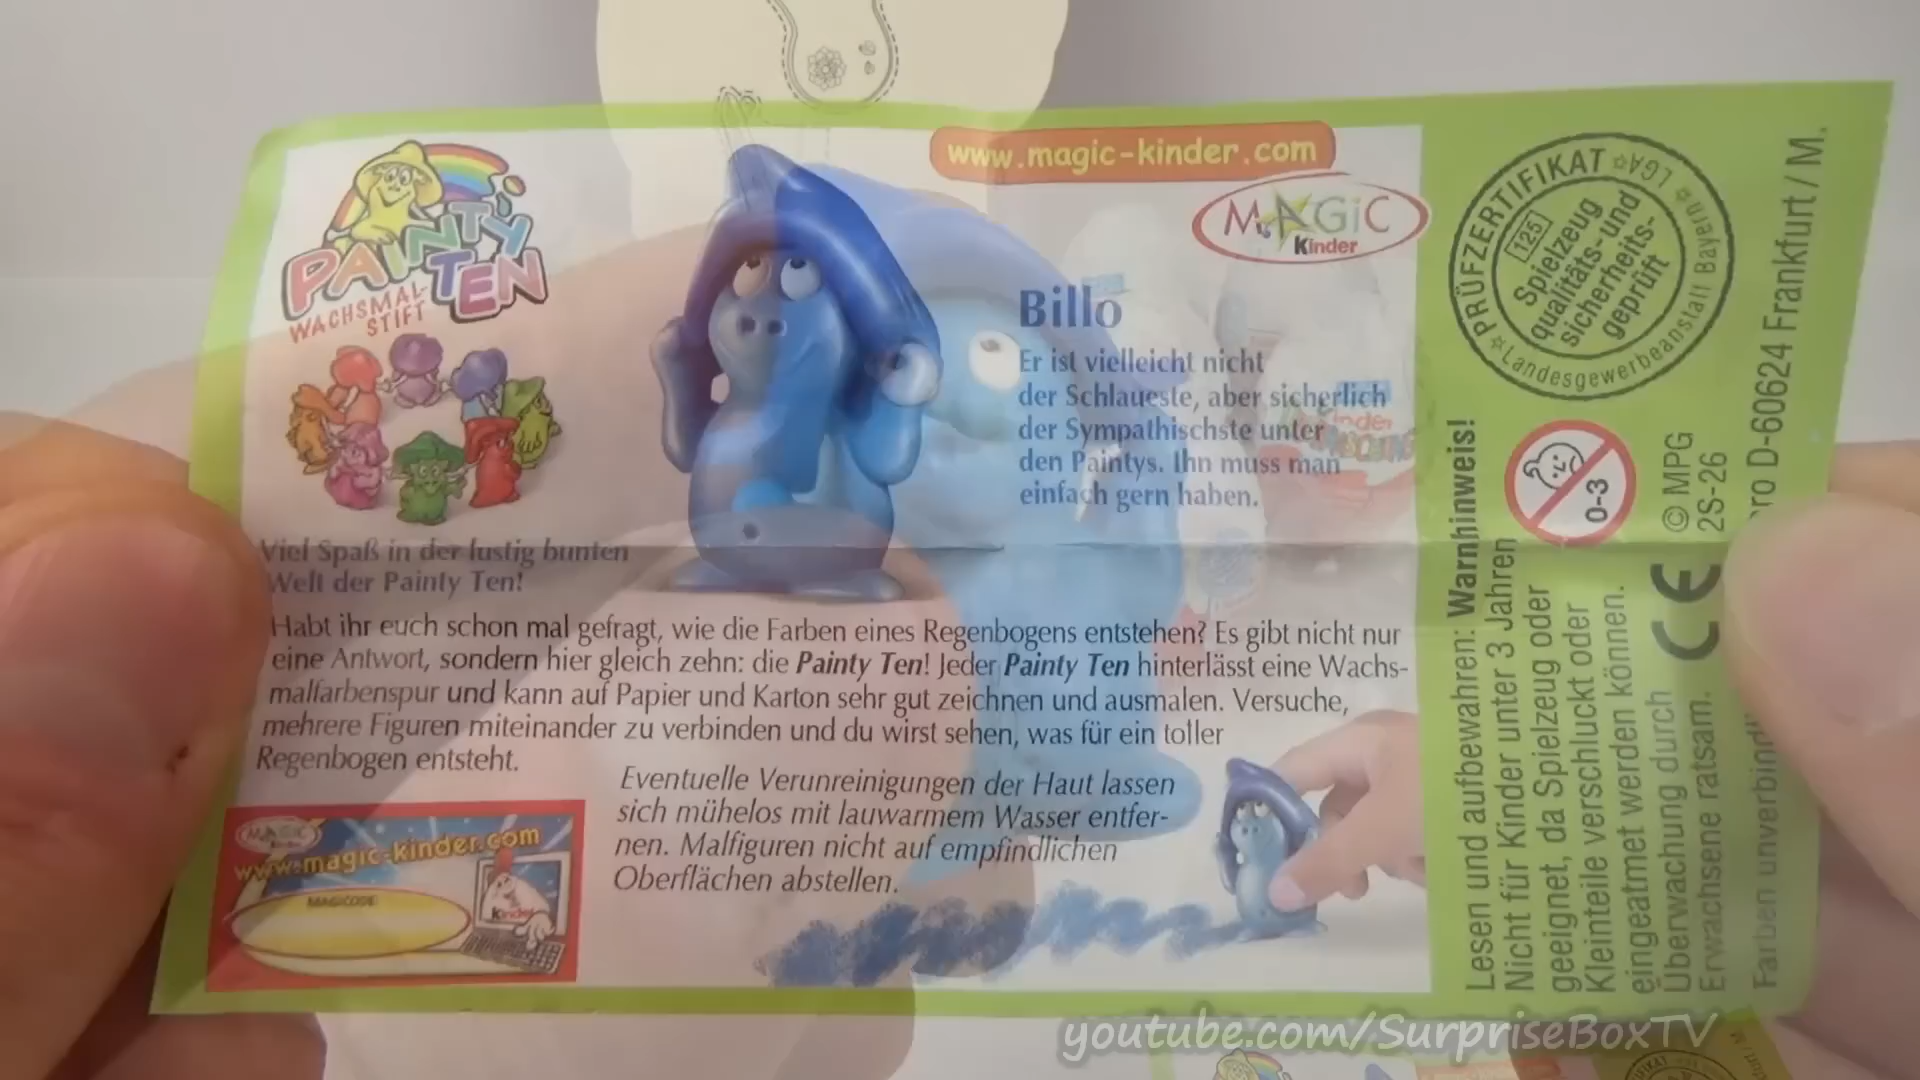 www.magic-kinder.com
PAINTY
TEN
WACHSMAL-
STIFT
MAGIC
Kinder
Billo
Er ist vielleicht nicht
der Schlaueste, aber sicherlich
der Sympathischste unter
den Paintys. Ihn muss man
einfach gern haben.
Viel Spaß in der lustig bunten
Welt der Painty Ten!
Habt ihr euch schon mal gefragt, wie die Farben eines Regenbogens entstehen? Es gibt nicht nur
eine Antwort, sondern hier gleich zehn: die Painty Ten! Jeder Painty Ten hinterlässt eine Wachs-
malfarbenspur und kann auf Papier und Karton sehr gut zeichnen und ausmalen. Versuche,
mehrere Figuren miteinander zu verbinden und du wirst sehen, was für ein toller
Regenbogen entsteht.
Eventuelle Verunreinigungen der Haut lassen
sich mühelos mit lauwarmem Wasser entfer-
nen. Malfiguren nicht auf empfindlichen
Oberflächen abstellen.
MAGIC
www.magic-kinder.com
MAGICODE
Kinder
PRÜFZERTIFIKAT ☆ LGA ☆
☆ Landesgewerbeanstalt Bayern ☆
125
Spielzeug
qualitäts- und
sicherheits-
geprüft
0-3
© MPG
2S-26
CE
Lesen und aufbewahren: Warnhinweis!
Nicht für Kinder unter 3 Jahren
geeignet, da Spielzeug oder
Kleinteile verschluckt oder
eingeatmet werden können.
Überwachung durch
Erwachsene ratsam.
Farben
D-60624 Frankfurt / M.
youtube.com/SurpriseBoxTV